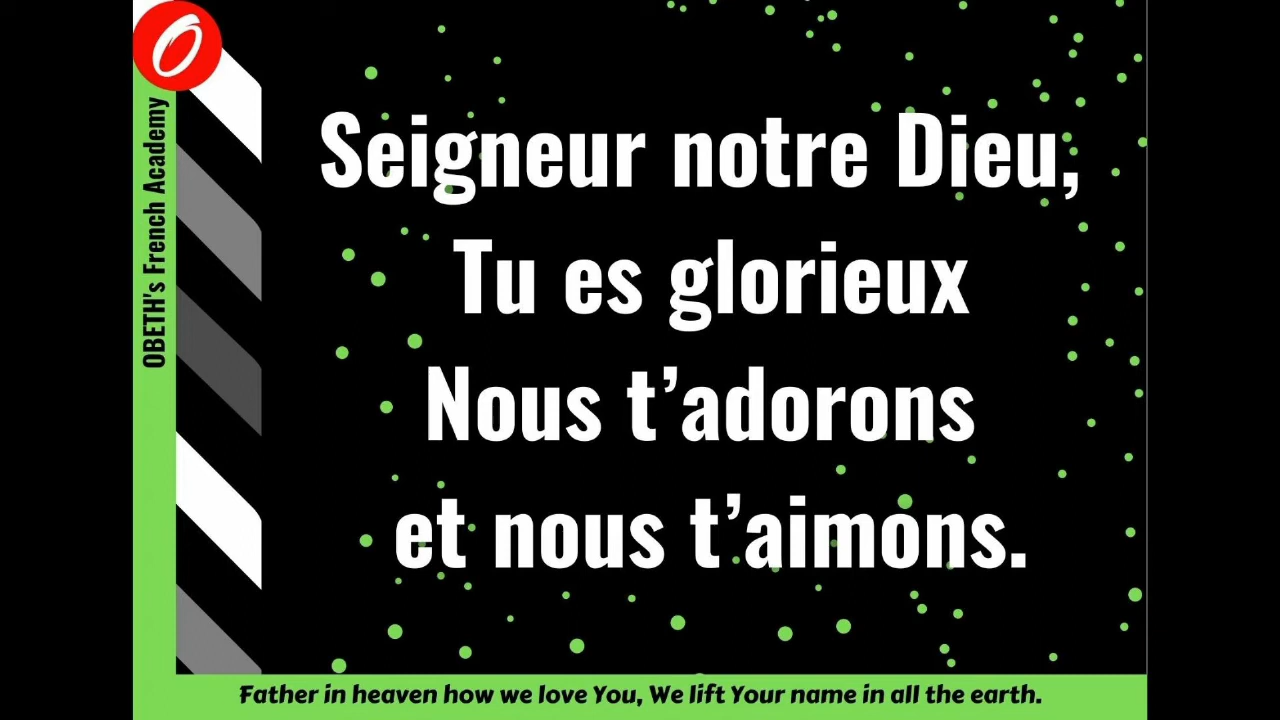 O
OBETH's French Academy
Seigneur notre Dieu,
Tu es glorieux
Nous t’adorons
et nous t’aimons.
Father in heaven how we love You, We lift Your name in all the earth.